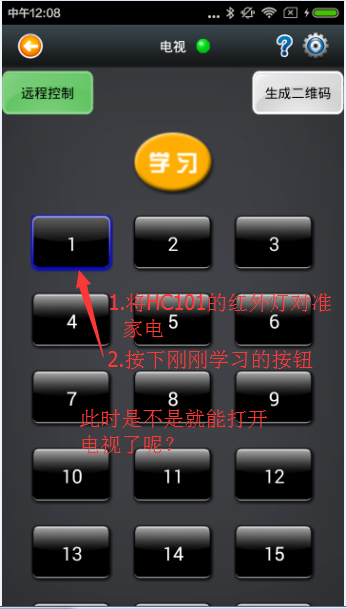 中午12:08
...
电视
?
远程控制
生成二维码
学习
1 2 3
1.将HC101的红外灯对准
4 5 6
家电
2.按下刚刚学习的按钮
7 8 9
此时是不是就能打开
电视了呢？
10 11 12
13 14 15